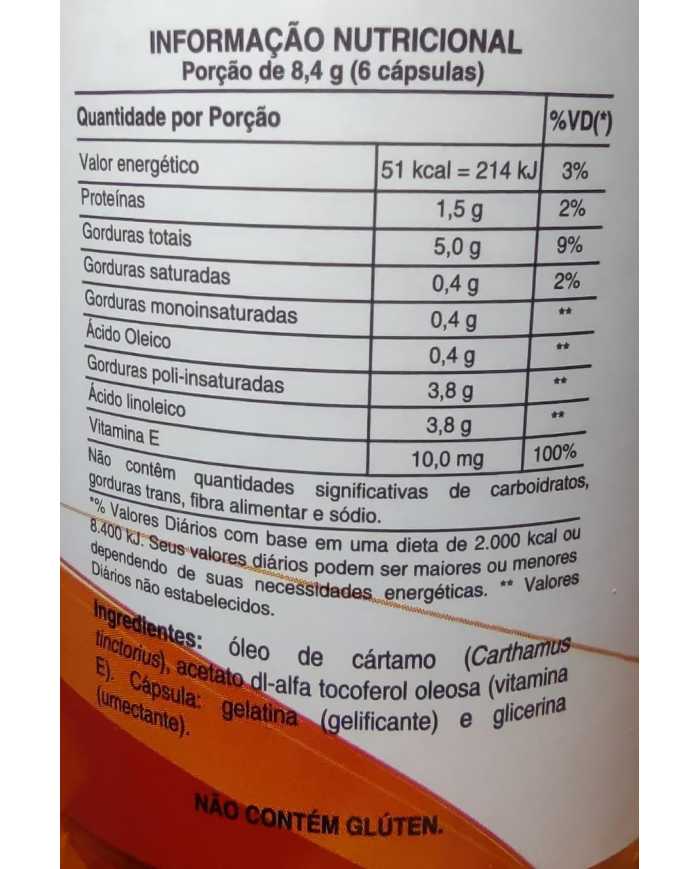 INFORMAÇÃO NUTRICIONAL
Porção de 8,4 g (6 cápsulas)
Quantidade por Porção %VD(*)
Valor energético 51 kcal = 214 kJ 3%
Proteínas 1,5 g 2%
Gorduras totais 5,0 g 9%
Gorduras saturadas 0,4 g 2%
Gorduras monoinsaturadas 0,4 g **
Ácido Oleico 0,4 g **
Gorduras poli-insaturadas 3,8 g **
Ácido linoleico 3,8 g **
Vitamina E 10,0 mg 100%
Não contêm quantidades significativas de carboidratos,
gorduras trans, fibra alimentar e sódio.
*% Valores Diários com base em uma dieta de 2.000 kcal ou
8.400 kJ. Seus valores diários podem ser maiores ou menores
dependendo de suas necessidades energéticas. ** Valores
Diários não estabelecidos.
Ingredientes: óleo de cártamo (Carthamus
tinctorius), acetato dl-alfa tocoferol oleosa (vitamina
E). Cápsula: gelatina (gelificante) e glicerina
(umectante).
NÃO CONTÉM GLÚTEN.